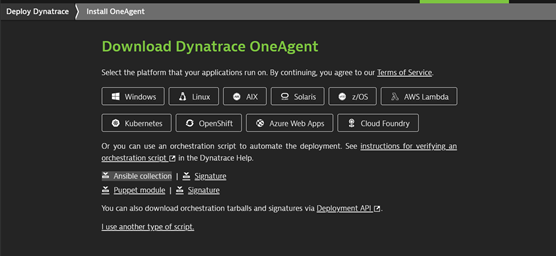 Deploy Dynatrace Install OneAgent
Download Dynatrace OneAgent
Select the platform that your applications run on. By continuing, you agree to our Terms of Service.
Windows Linux AIX Solaris z/OS AWS Lambda
Kubernetes OpenShift Azure Web Apps Cloud Foundry
Or you can use an orchestration script to automate the deployment. See instructions for verifying an
orchestration script in the Dynatrace Help.
Ansible collection | Signature
Puppet module | Signature
You can also download orchestration tarballs and signatures via Deployment API.
I use another type of script.